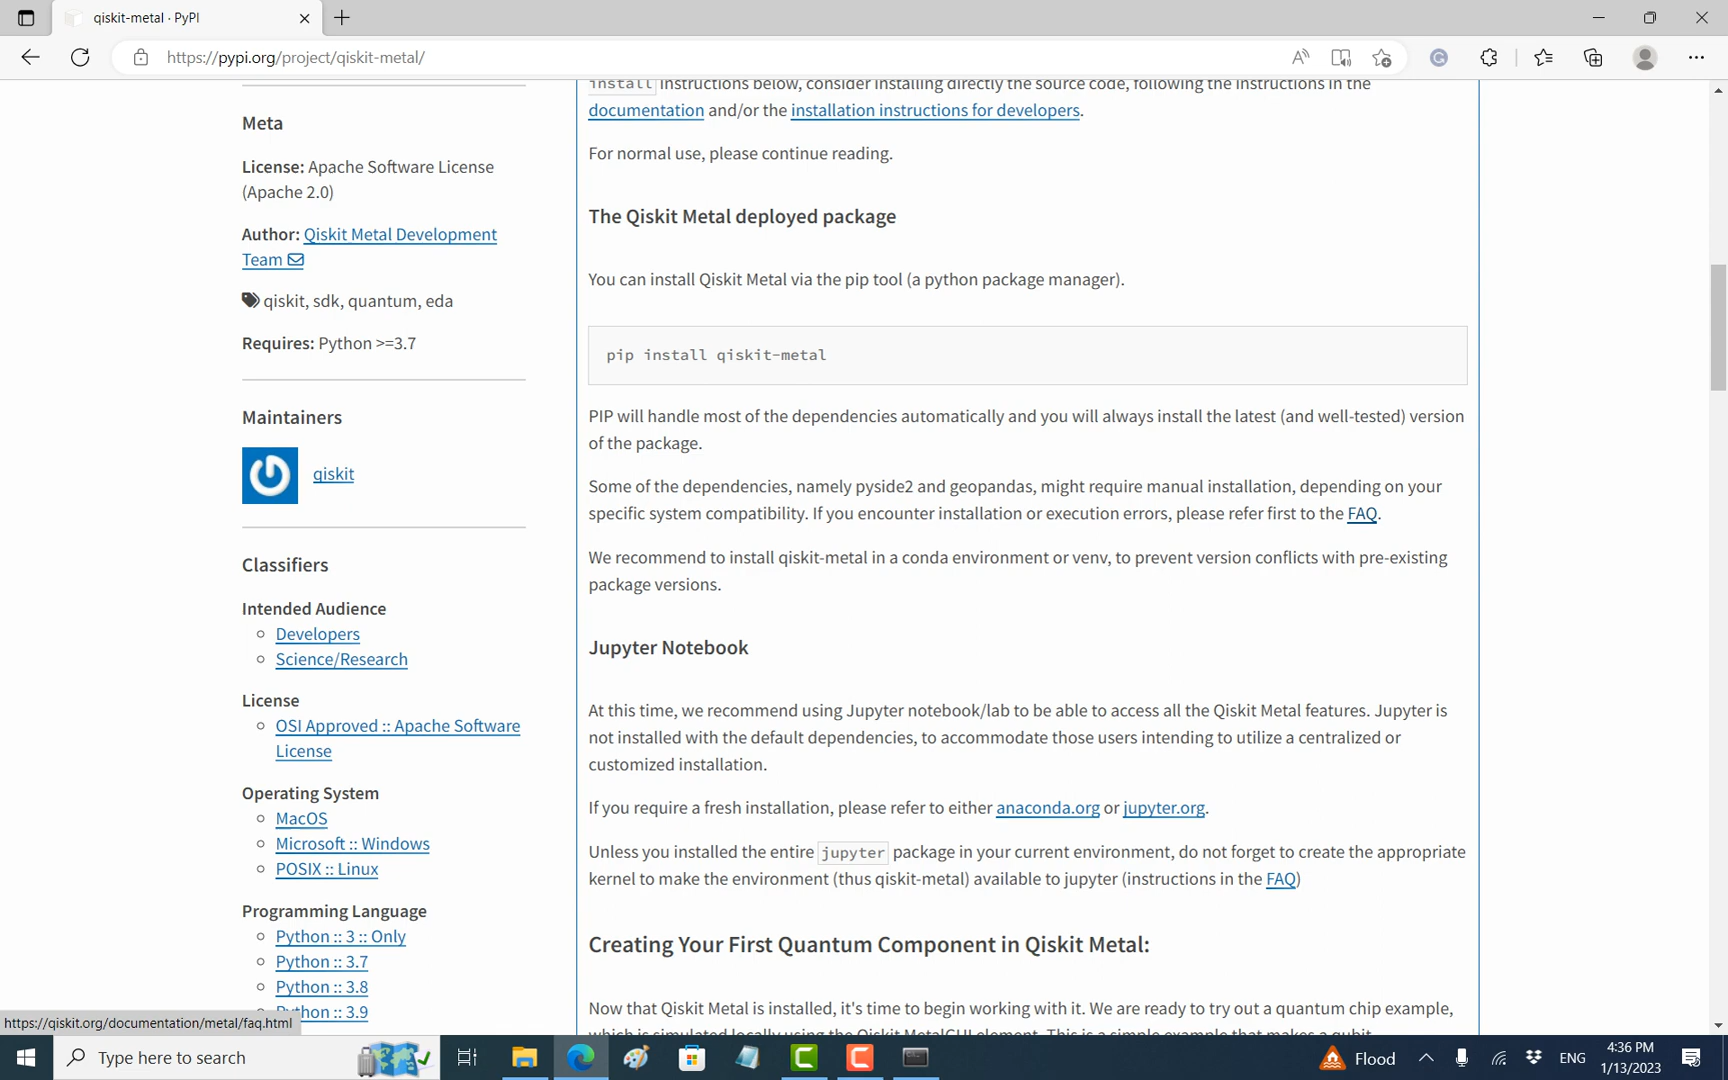 qiskit-metal · PyPI
https://pypi.org/project/qiskit-metal/
Meta
License: Apache Software License
(Apache 2.0)
Author: Qiskit Metal Development
Team
qiskit, sdk, quantum, eda
Requires: Python >=3.7
Maintainers
qiskit
Classifiers
Intended Audience
Developers
Science/Research
License
OSI Approved :: Apache Software
License
Operating System
MacOS
Microsoft :: Windows
POSIX :: Linux
Programming Language
Python :: 3 :: Only
Python :: 3.7
Python :: 3.8
Python :: 3.9
install instructions below, consider installing directly the source code, following the instructions in the
documentation and/or the installation instructions for developers.
For normal use, please continue reading.
The Qiskit Metal deployed package
You can install Qiskit Metal via the pip tool (a python package manager).
pip install qiskit-metal
PIP will handle most of the dependencies automatically and you will always install the latest (and well-tested) version
of the package.
Some of the dependencies, namely pyside2 and geopandas, might require manual installation, depending on your
specific system compatibility. If you encounter installation or execution errors, please refer first to the FAQ.
We recommend to install qiskit-metal in a conda environment or venv, to prevent version conflicts with pre-existing
package versions.
Jupyter Notebook
At this time, we recommend using Jupyter notebook/lab to be able to access all the Qiskit Metal features. Jupyter is
not installed with the default dependencies, to accommodate those users intending to utilize a centralized or
customized installation.
If you require a fresh installation, please refer to either anaconda.org or jupyter.org.
Unless you installed the entire jupyter package in your current environment, do not forget to create the appropriate
kernel to make the environment (thus qiskit-metal) available to jupyter (instructions in the FAQ)
Creating Your First Quantum Component in Qiskit Metal:
Now that Qiskit Metal is installed, it's time to begin working with it. We are ready to try out a quantum chip example,
which is simulated locally using the Qiskit MetalGUI element. This is a simple example that makes a qubit
https://qiskit.org/documentation/metal/faq.html
Type here to search
Flood
ENG
4:36 PM
1/13/2023